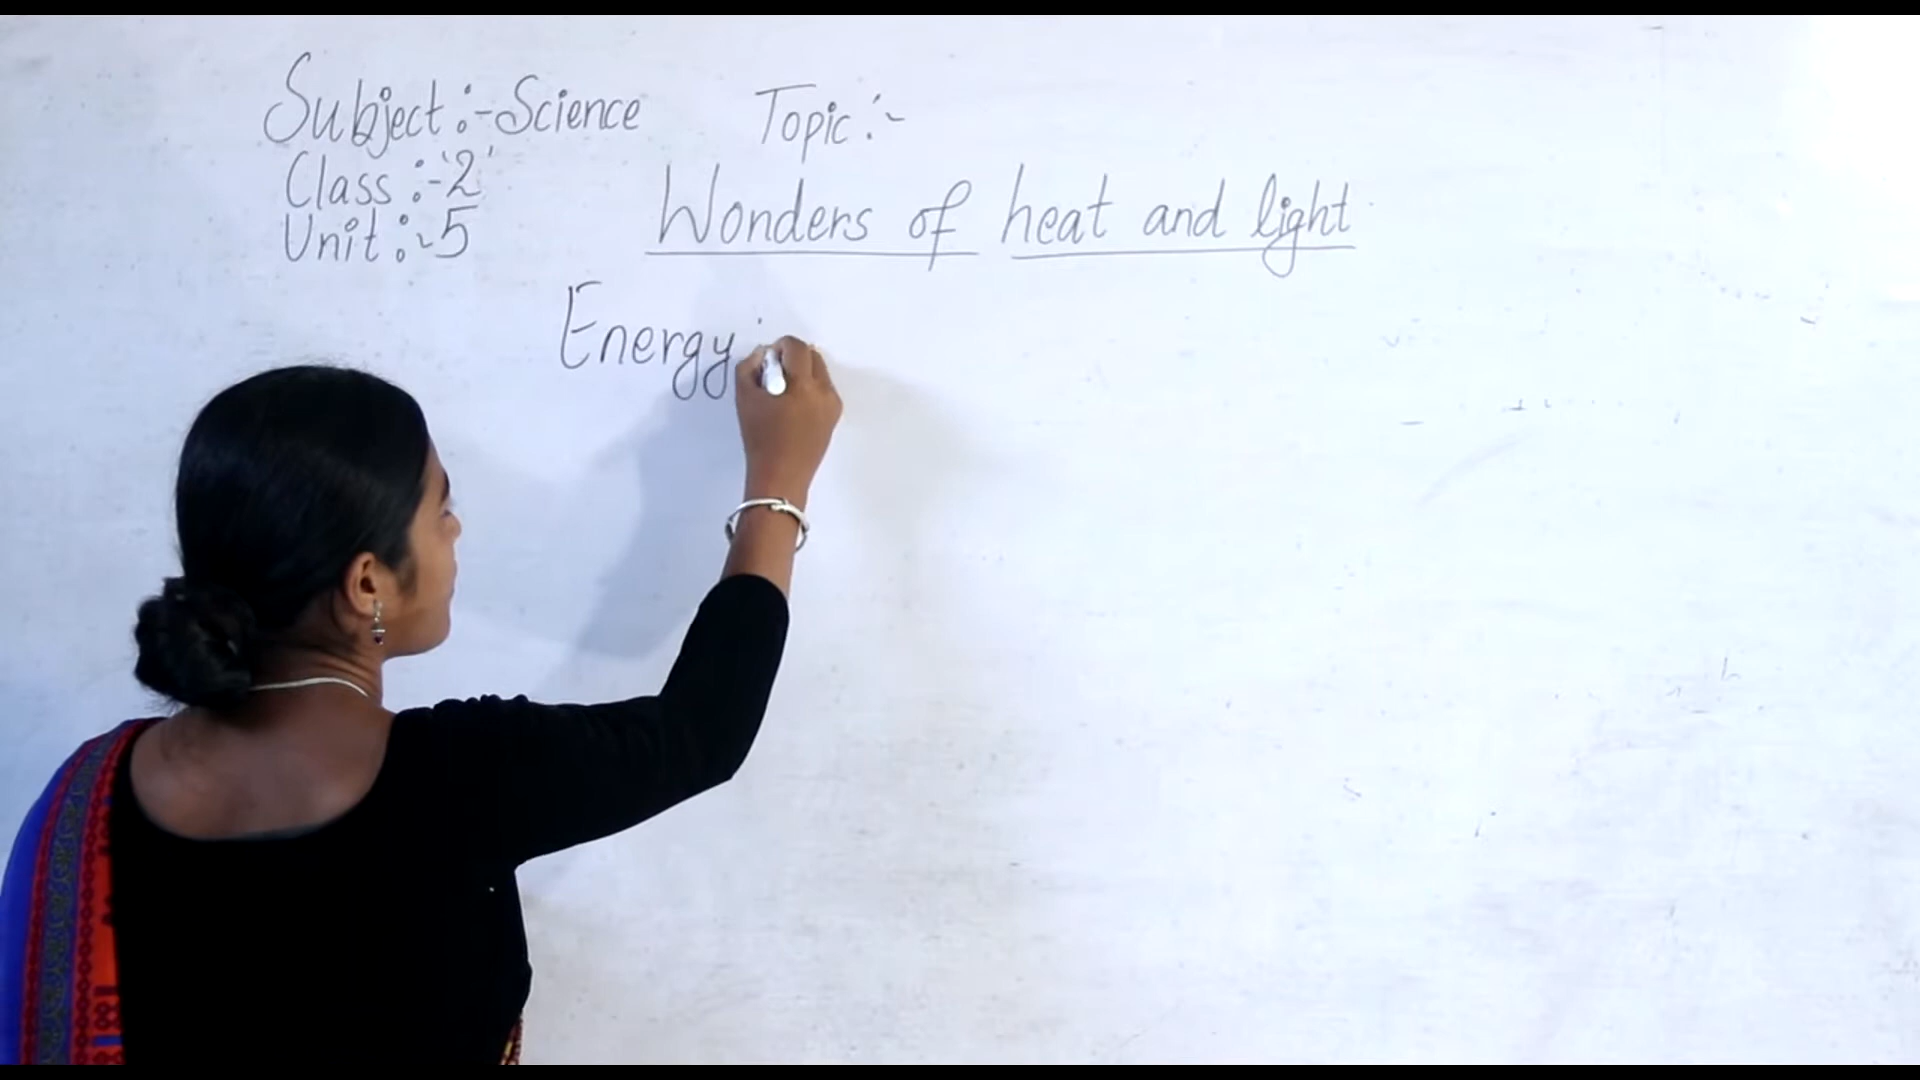 Subject :- Science
Topic :-
Class :- '2'
Unit :- 5
Wonders of heat and light
Energy :